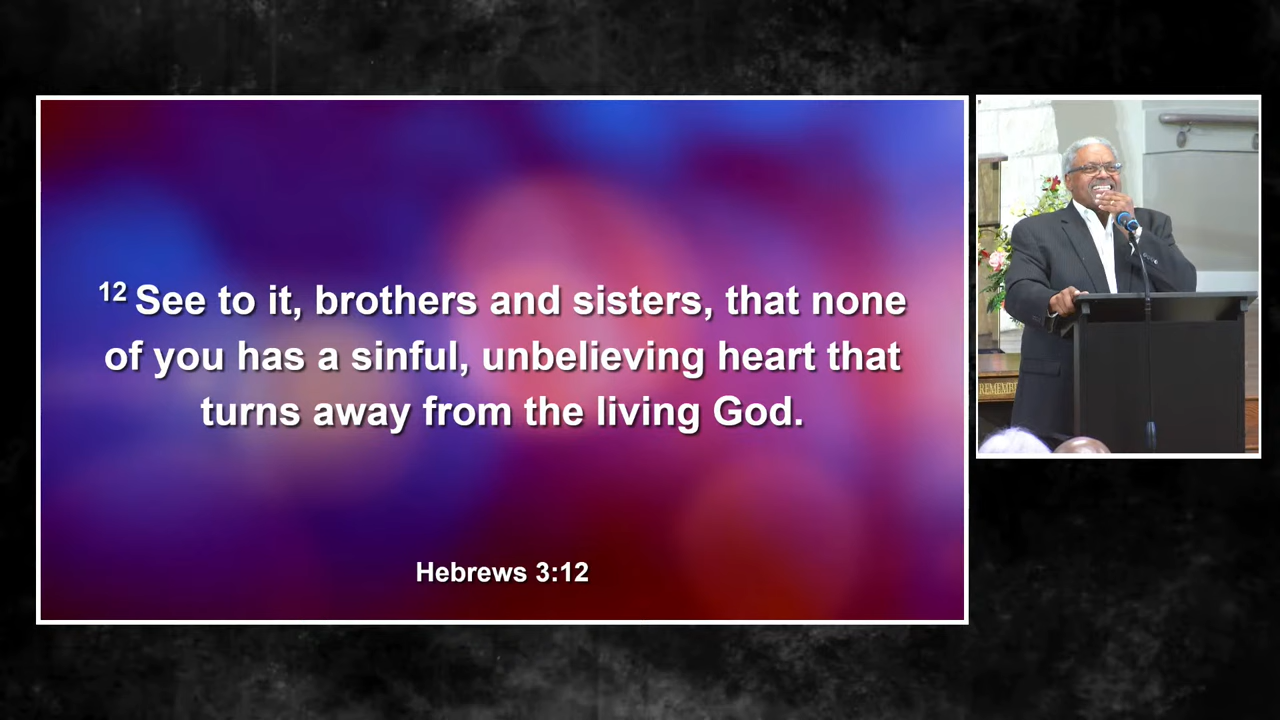 12 See to it, brothers and sisters, that none
of you has a sinful, unbelieving heart that
turns away from the living God.
Hebrews 3:12
REMEMB